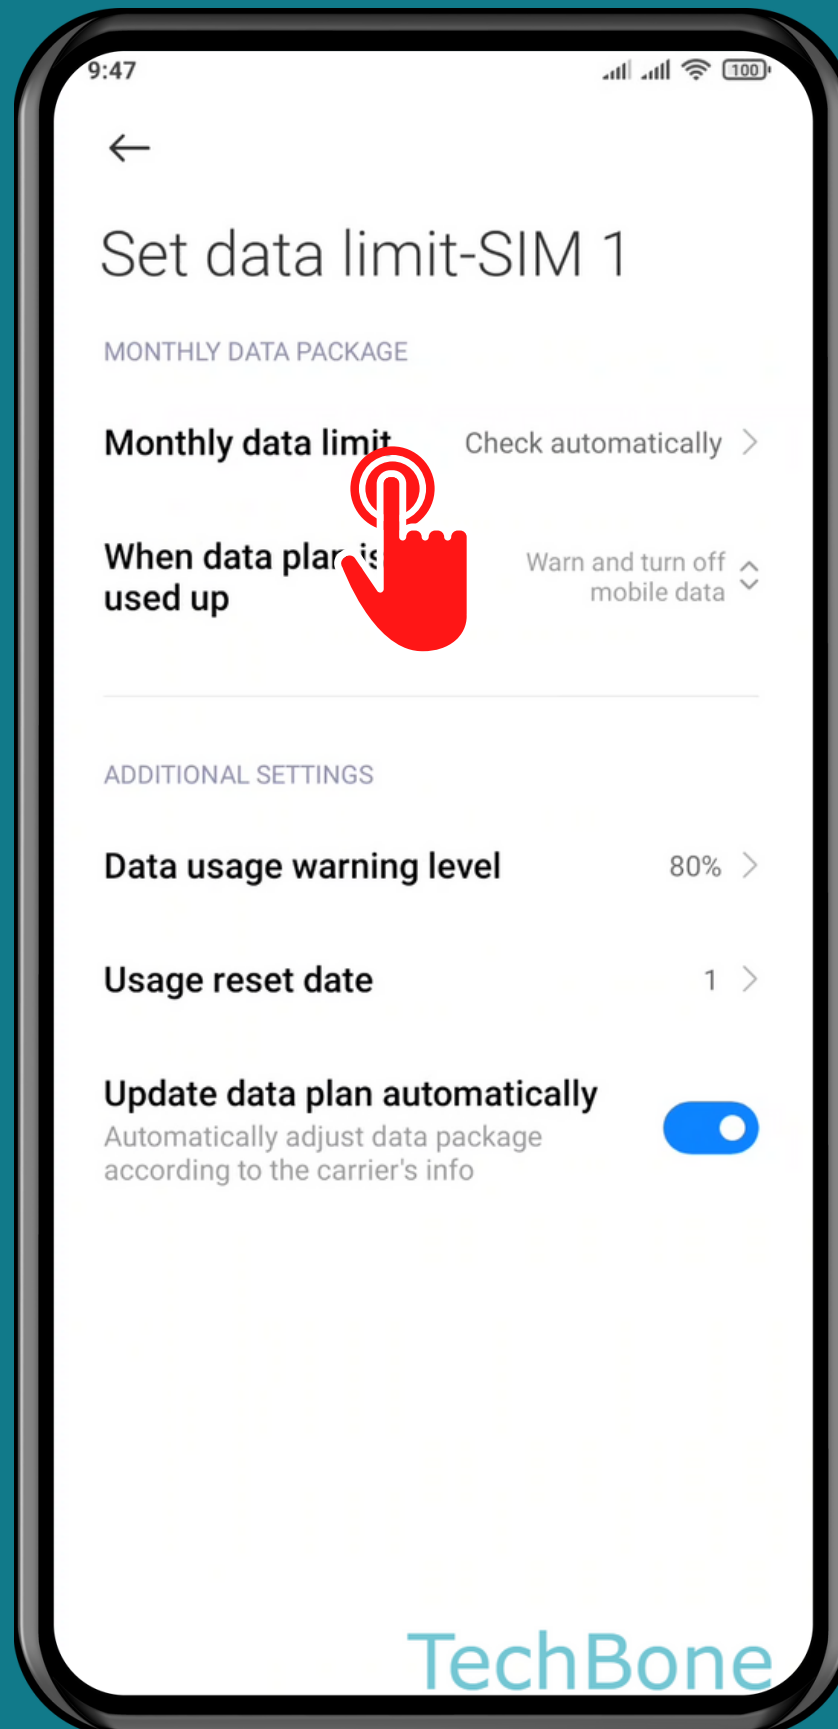 9:47
100
Set data limit-SIM 1
MONTHLY DATA PACKAGE
Monthly data limit
Check automatically
When data plan is
used up
Warn and turn off
mobile data
ADDITIONAL SETTINGS
Data usage warning level
80%
Usage reset date
1
Update data plan automatically
Automatically adjust data package
according to the carrier's info
TechBone